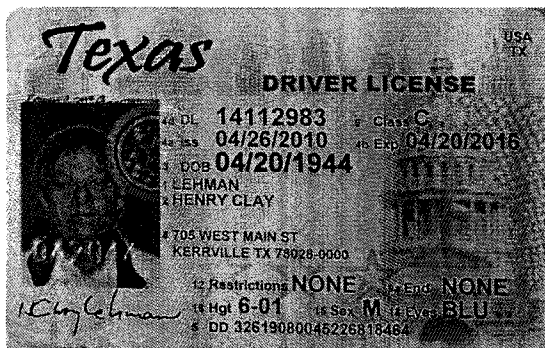 Texas
USA
TX
DRIVER LICENSE
4d DL 14112983 9 Class C
4a Iss 04/26/2010 4b Exp 04/20/2016
3 DOB 04/20/1944
1 LEHMAN
2 HENRY CLAY
8 705 WEST MAIN ST
KERRVILLE TX 78028-0000
12 Restrictions NONE 9a End NONE
16 Hgt 6-01 15 Sex M 18 Eyes BLU
5 DD 32619080045226818464